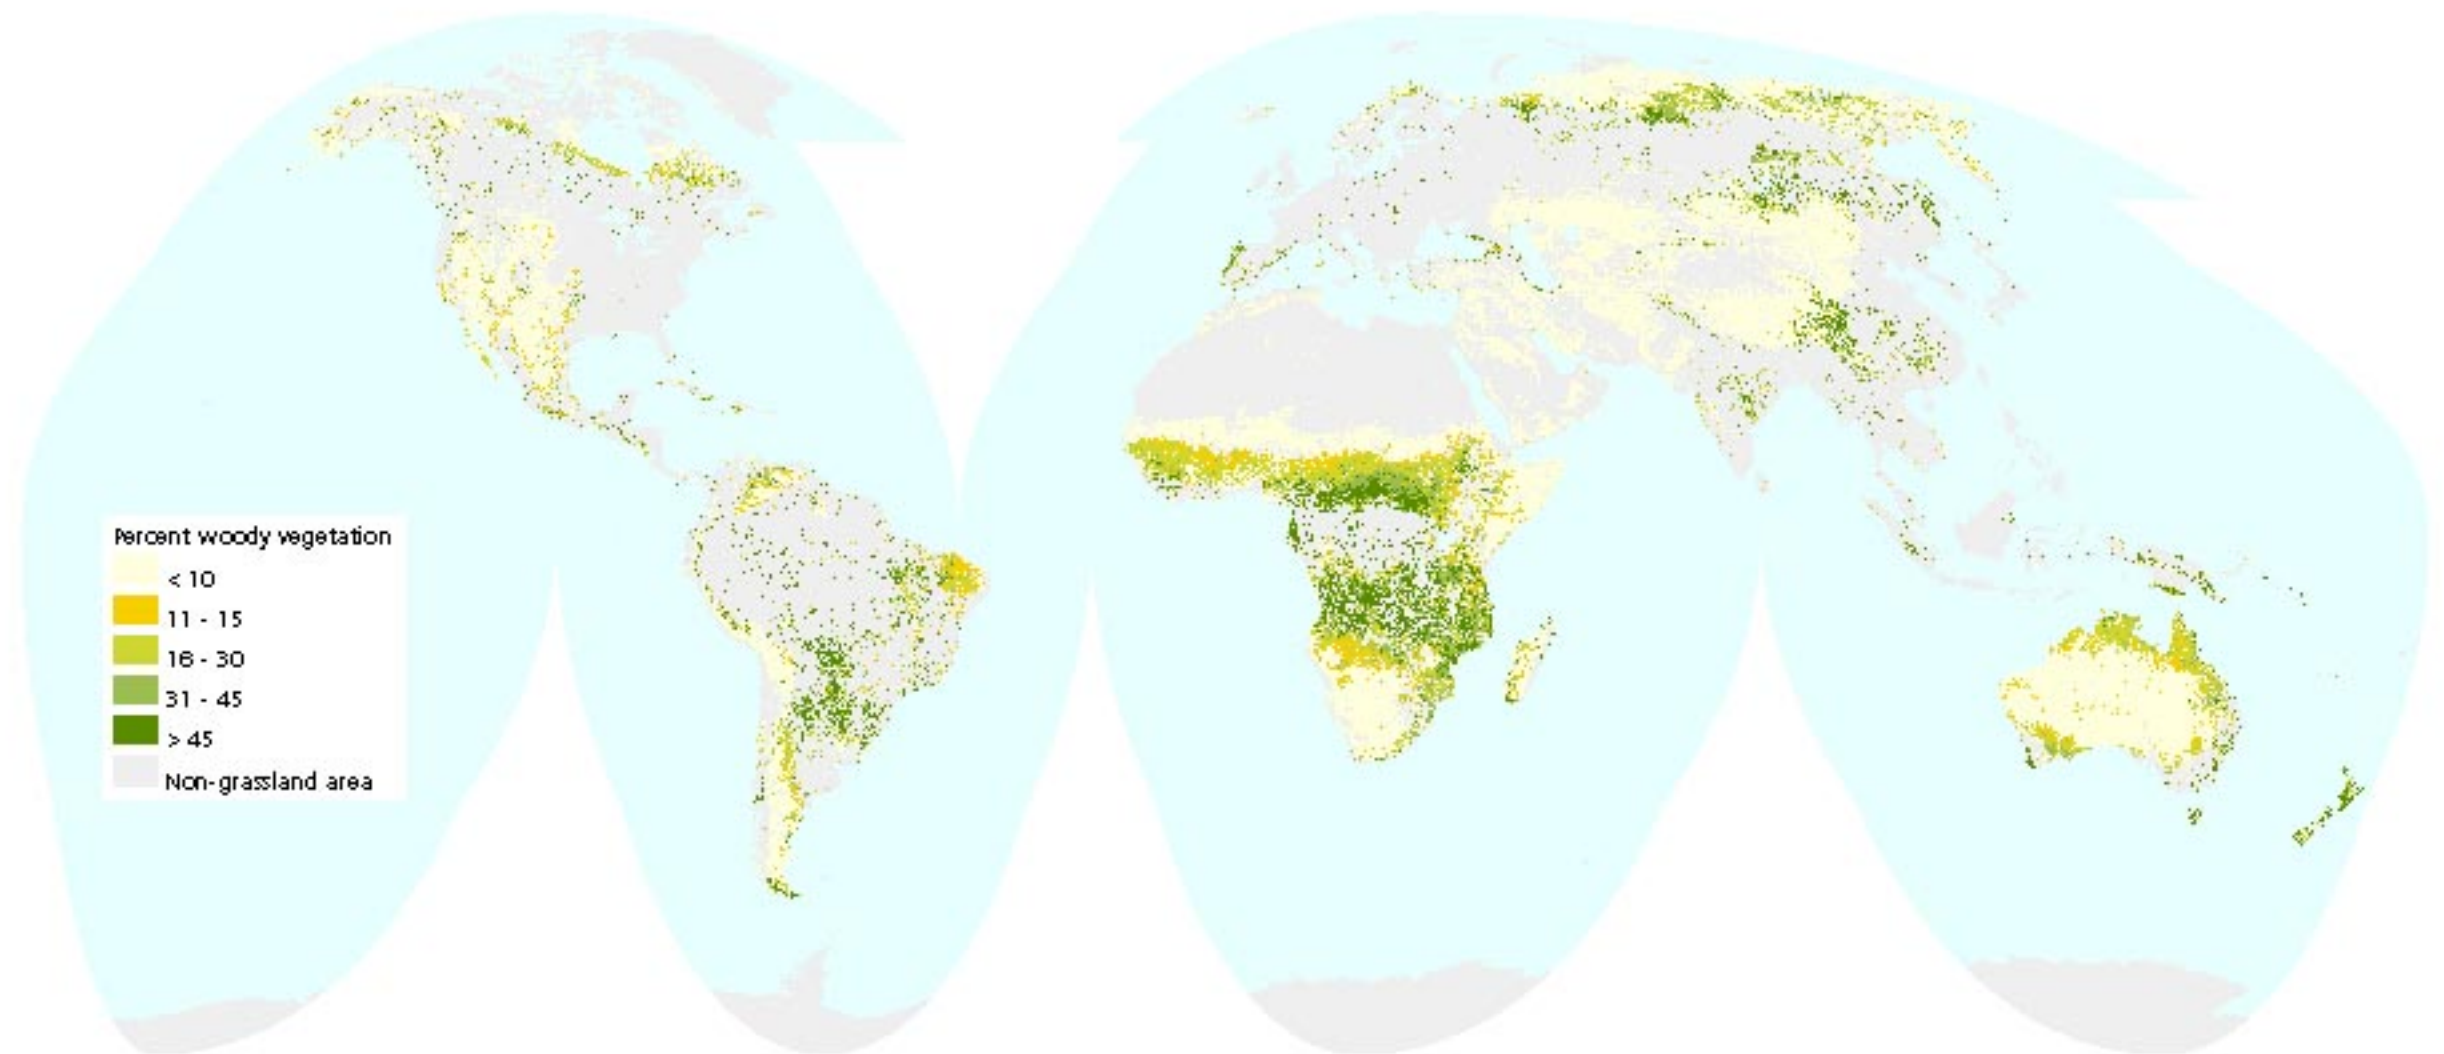 Percent woody vegetation
< 10
11 - 15
16 - 30
31 - 45
> 45
Non-grassland area